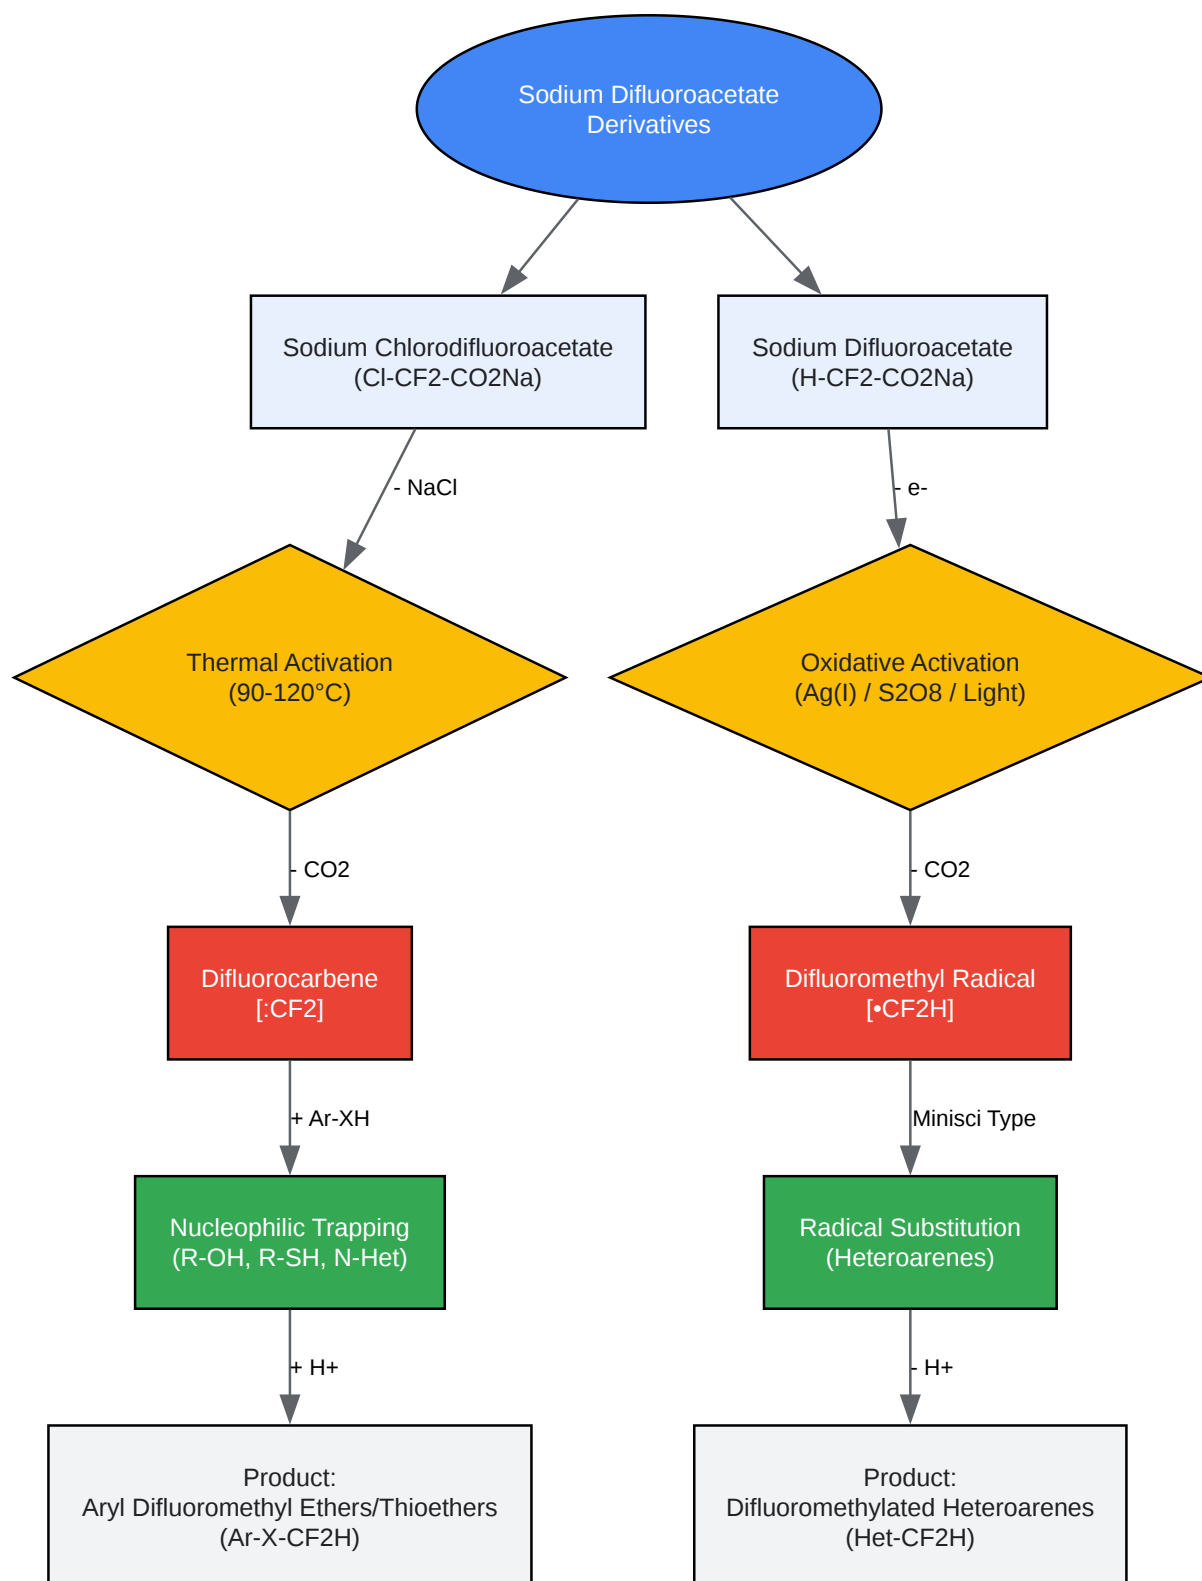 Sodium Difluoroacetate
Derivatives
Sodium Chlorodifluoroacetate
(Cl-CF2-CO2Na)
Sodium Difluoroacetate
(H-CF2-CO2Na)
- NaCl
- e-
Thermal Activation
(90-120°C)
Oxidative Activation
(Ag(I) / S2O8 / Light)
- CO2
- CO2
Difluorocarbene
[:CF2]
Difluoromethyl Radical
[•CF2H]
+ Ar-XH
Minisci Type
Nucleophilic Trapping
(R-OH, R-SH, N-Het)
Radical Substitution
(Heteroarenes)
+ H+
- H+
Product:
Aryl Difluoromethyl Ethers/Thioethers
(Ar-X-CF2H)
Product:
Difluoromethylated Heteroarenes
(Het-CF2H)